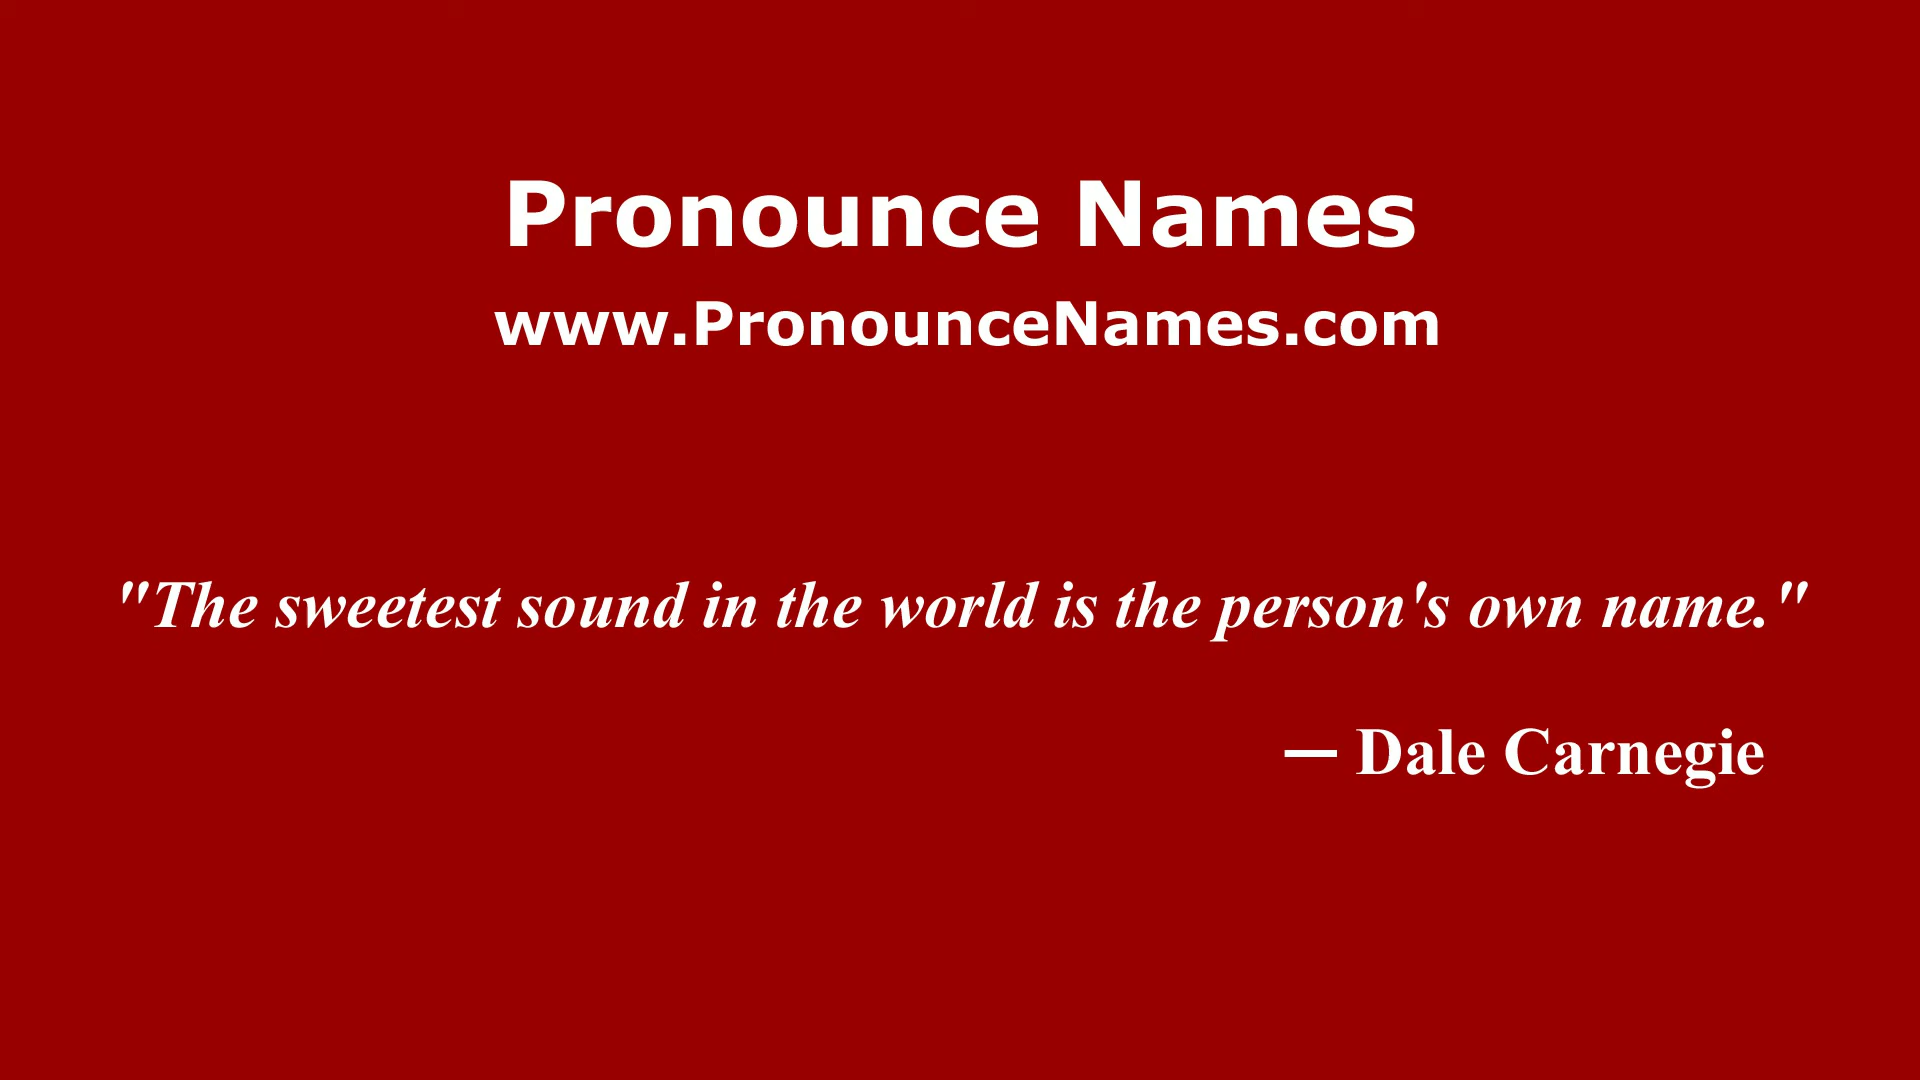 Pronounce Names
www.PronounceNames.com
"The sweetest sound in the world is the person's own name."
— Dale Carnegie